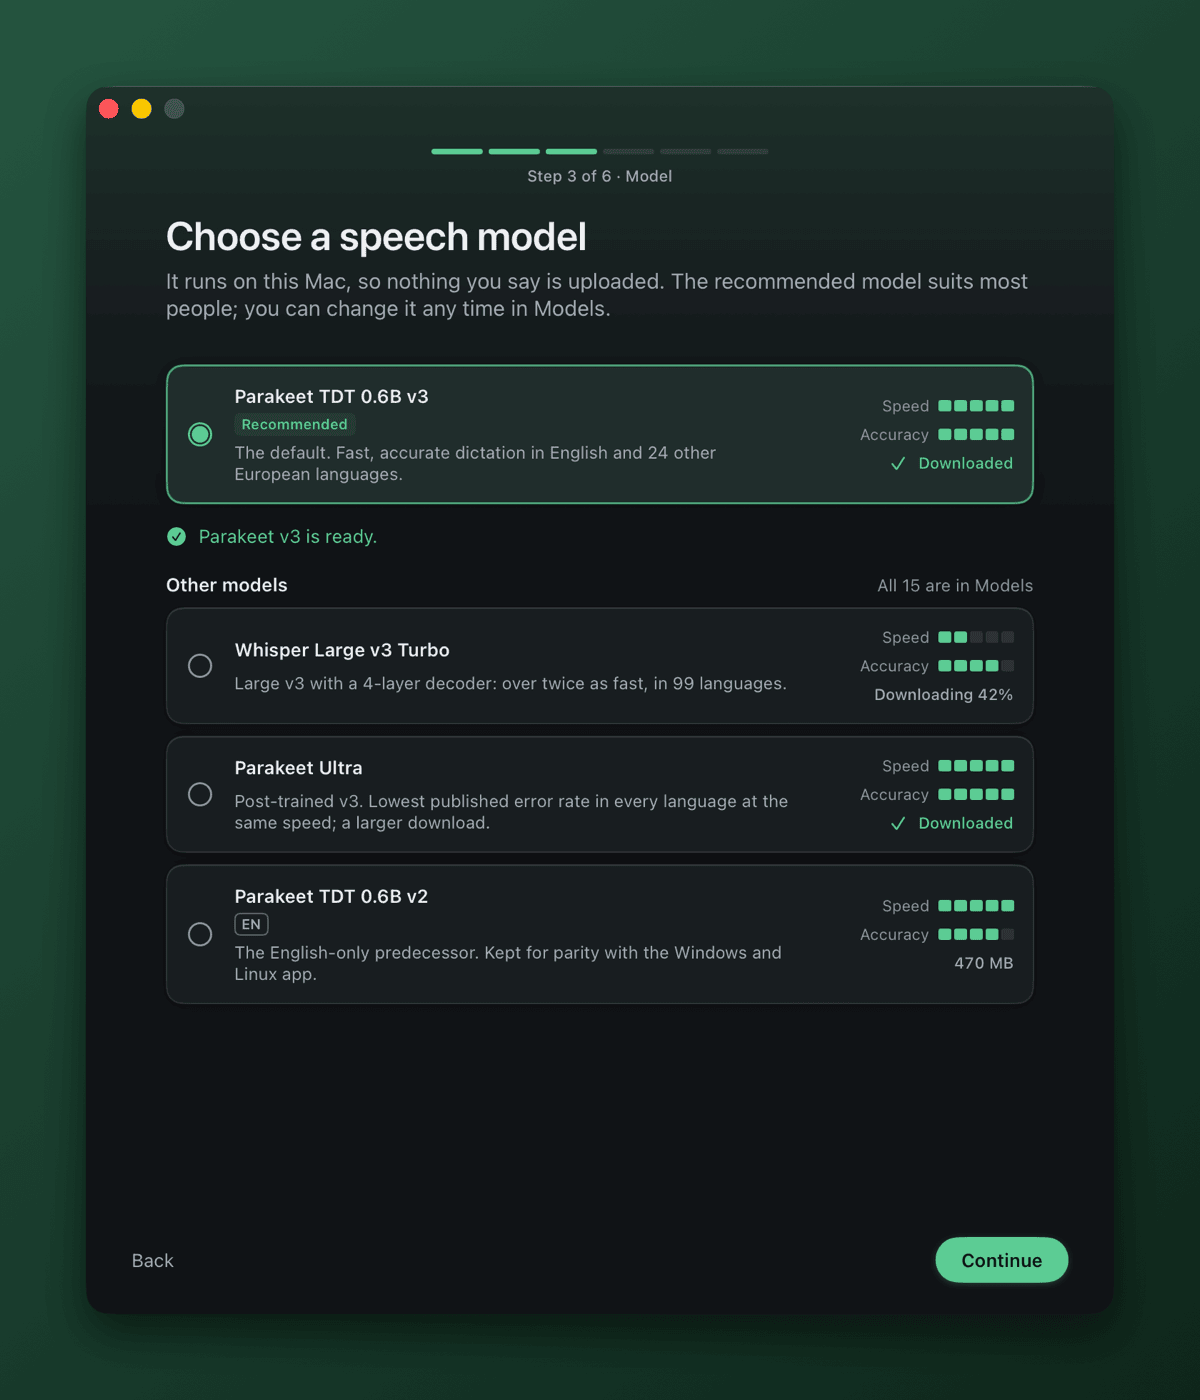 Step 3 of 6 · Model
Choose a speech model
It runs on this Mac, so nothing you say is uploaded. The recommended model suits most
people; you can change it any time in Models.
Parakeet TDT 0.6B v3
Recommended
The default. Fast, accurate dictation in English and 24 other
European languages.
Speed
Accuracy
Downloaded
Parakeet v3 is ready.
Other models
All 15 are in Models
Whisper Large v3 Turbo
Large v3 with a 4-layer decoder: over twice as fast, in 99 languages.
Speed
Accuracy
Downloading 42%
Parakeet Ultra
Post-trained v3. Lowest published error rate in every language at the
same speed; a larger download.
Speed
Accuracy
Downloaded
Parakeet TDT 0.6B v2
EN
The English-only predecessor. Kept for parity with the Windows and
Linux app.
Speed
Accuracy
470 MB
Back
Continue